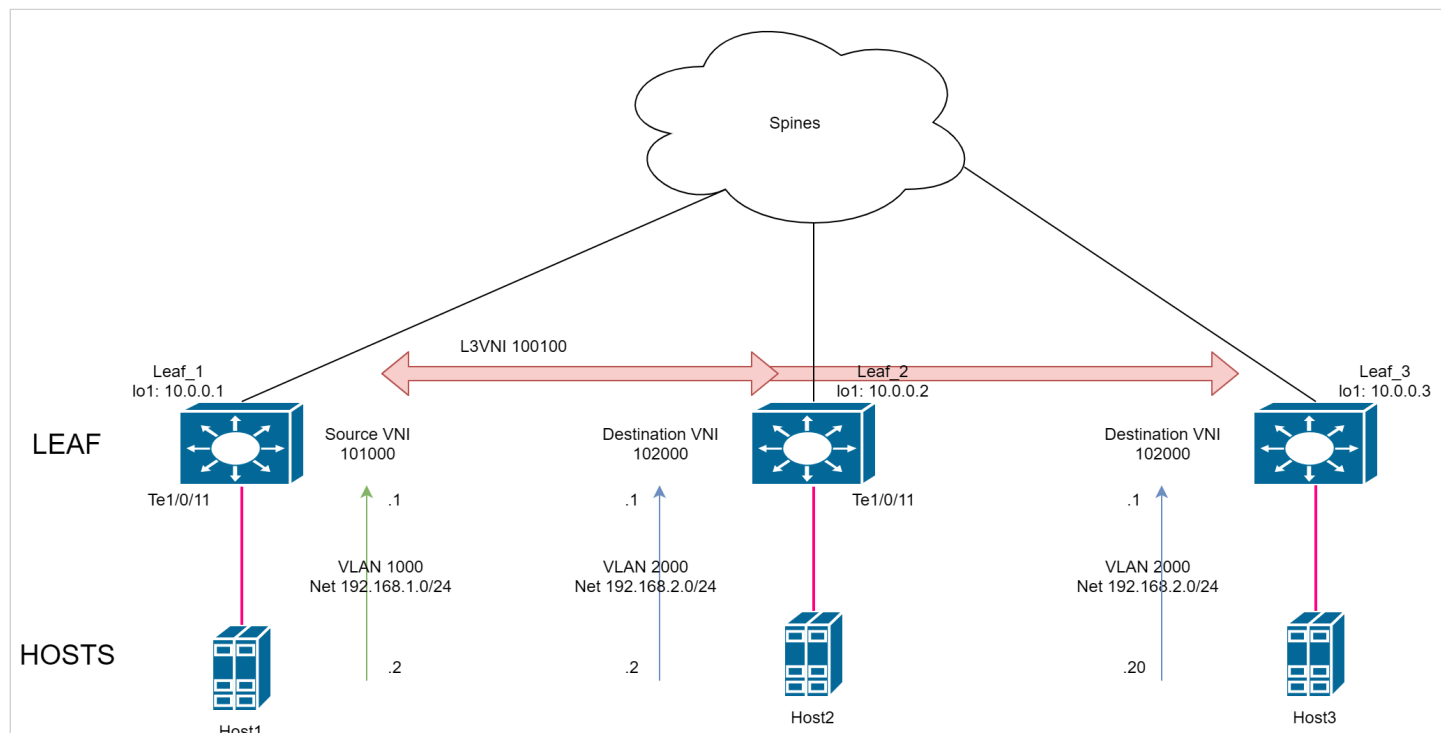 Spines
L3VNI 100100
Leaf_1
lo1: 10.0.0.1
Leaf_2
lo1: 10.0.0.2
Leaf_3
lo1: 10.0.0.3
LEAF
Source VNI
101000
Destination VNI
102000
Destination VNI
102000
Te1/0/11
.1
.1
Te1/0/11
.1
VLAN 1000
Net 192.168.1.0/24
VLAN 2000
Net 192.168.2.0/24
VLAN 2000
Net 192.168.2.0/24
HOSTS
.2
.2
.20
Host1
Host2
Host3